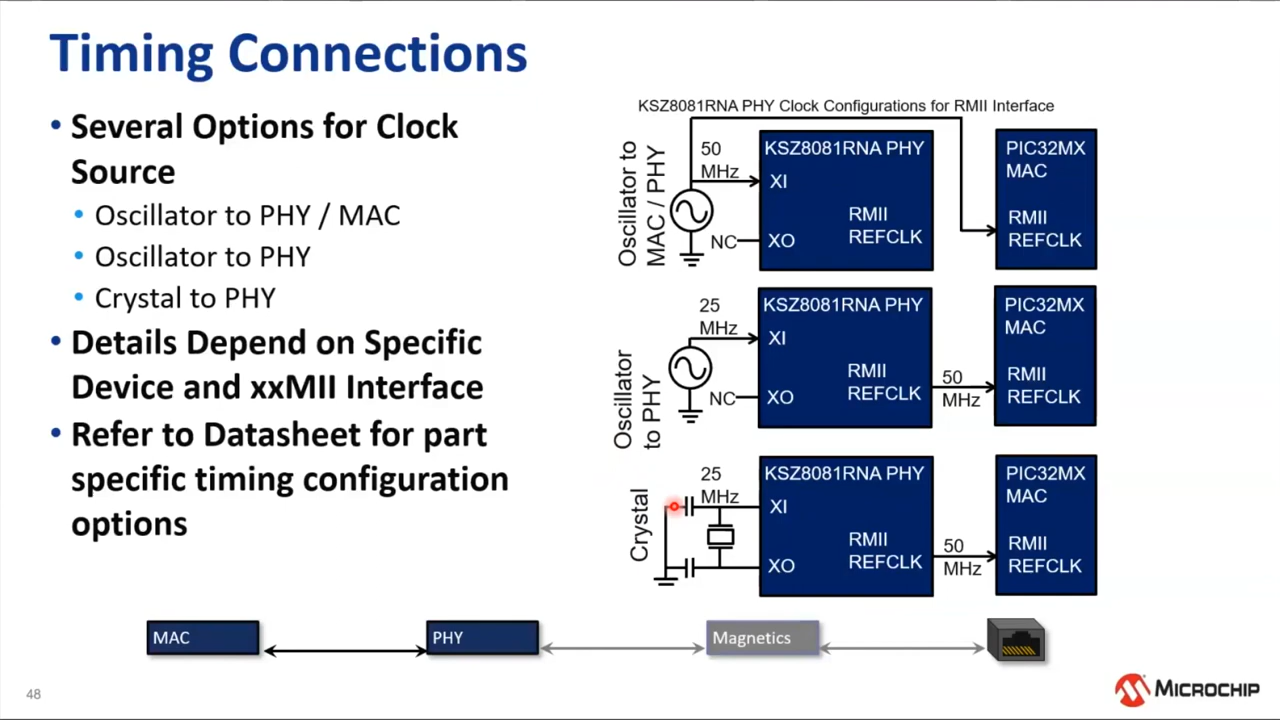 Timing Connections
• Several Options for Clock
Source
• Oscillator to PHY / MAC
• Oscillator to PHY
• Crystal to PHY
• Details Depend on Specific
Device and xxMII Interface
• Refer to Datasheet for part
specific timing configuration
options
KSZ8081RNA PHY Clock Configurations for RMII Interface
Oscillator to
MAC / PHY
50
MHz
NC
KSZ8081RNA PHY
XI
RMII
REFCLK
XO
PIC32MX
MAC
RMII
REFCLK
Oscillator
to PHY
25
MHz
NC
KSZ8081RNA PHY
XI
RMII
REFCLK
XO
50
MHz
PIC32MX
MAC
RMII
REFCLK
Crystal
25
MHz
KSZ8081RNA PHY
XI
RMII
REFCLK
XO
50
MHz
PIC32MX
MAC
RMII
REFCLK
MAC
PHY
Magnetics
48
MICROCHIP